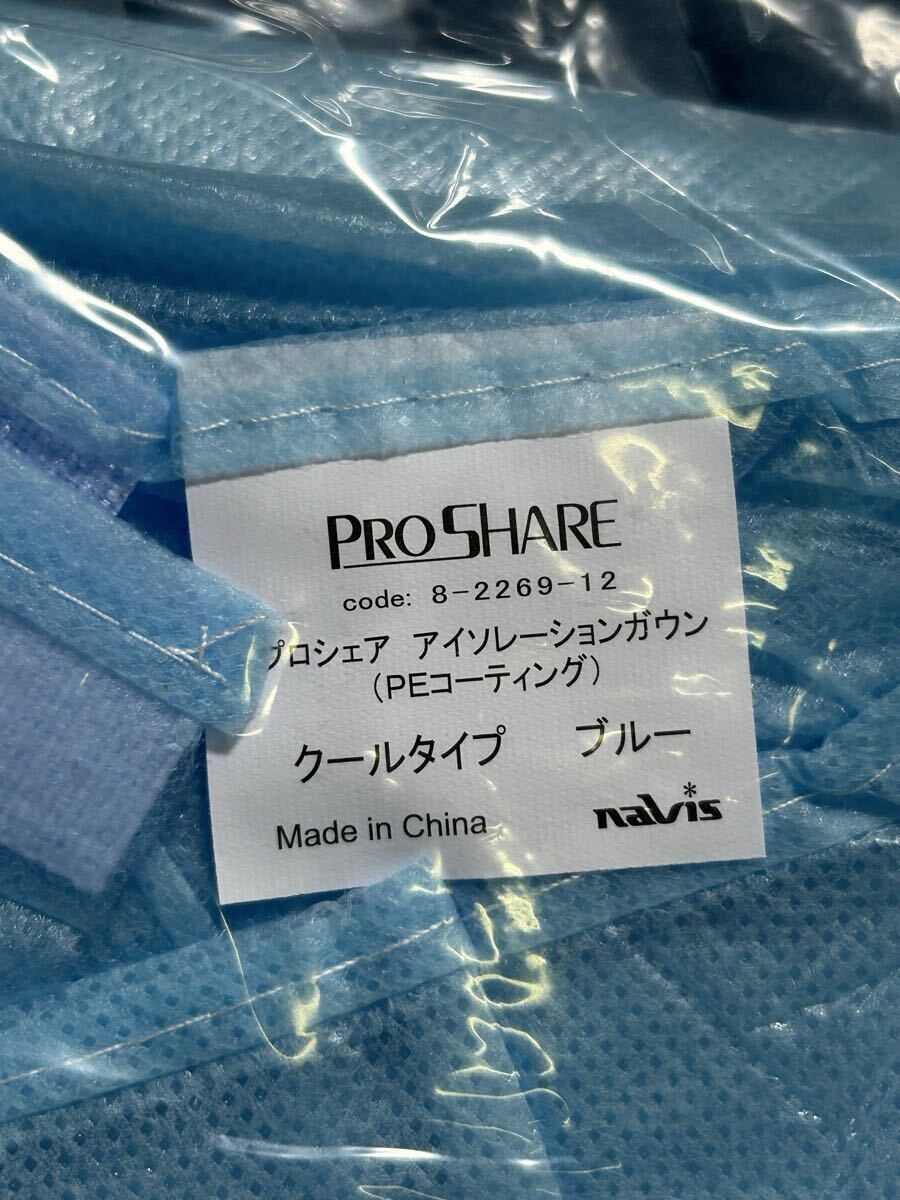 PROSHARE
code: 8-2269-12
プロシェア アイソレーションガウン
(PEコーティング)
クールタイプ ブルー
Made in China
navis